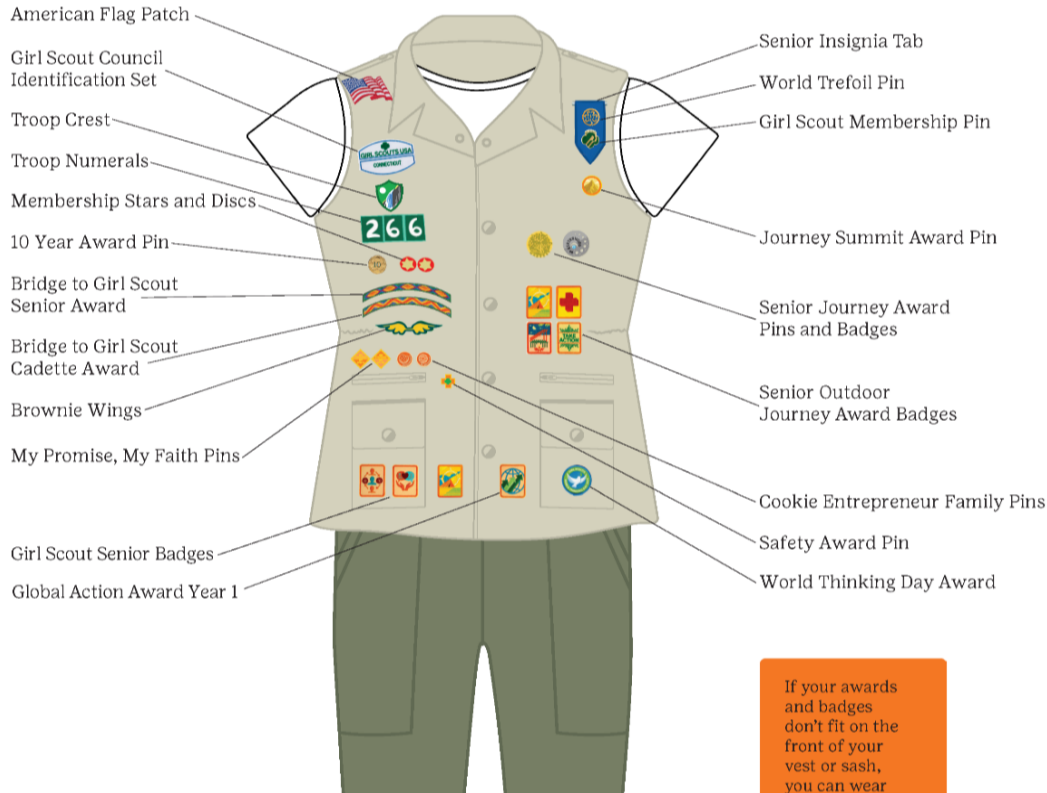 American Flag Patch
Girl Scout Council
Identification Set
Troop Crest
Troop Numerals
Membership Stars and Discs
10 Year Award Pin
Bridge to Girl Scout
Senior Award
Bridge to Girl Scout
Cadette Award
Brownie Wings
My Promise, My Faith Pins
Girl Scout Senior Badges
Global Action Award Year 1
GIRL SCOUTS USA
CONNECTICUT
266
10
TAKE
ACTION
Senior Insignia Tab
World Trefoil Pin
Girl Scout Membership Pin
Journey Summit Award Pin
Senior Journey Award
Pins and Badges
Senior Outdoor
Journey Award Badges
Cookie Entrepreneur Family Pins
Safety Award Pin
World Thinking Day Award
If your awards
and badges
don't fit on the
front of your
vest or sash,
you can wear